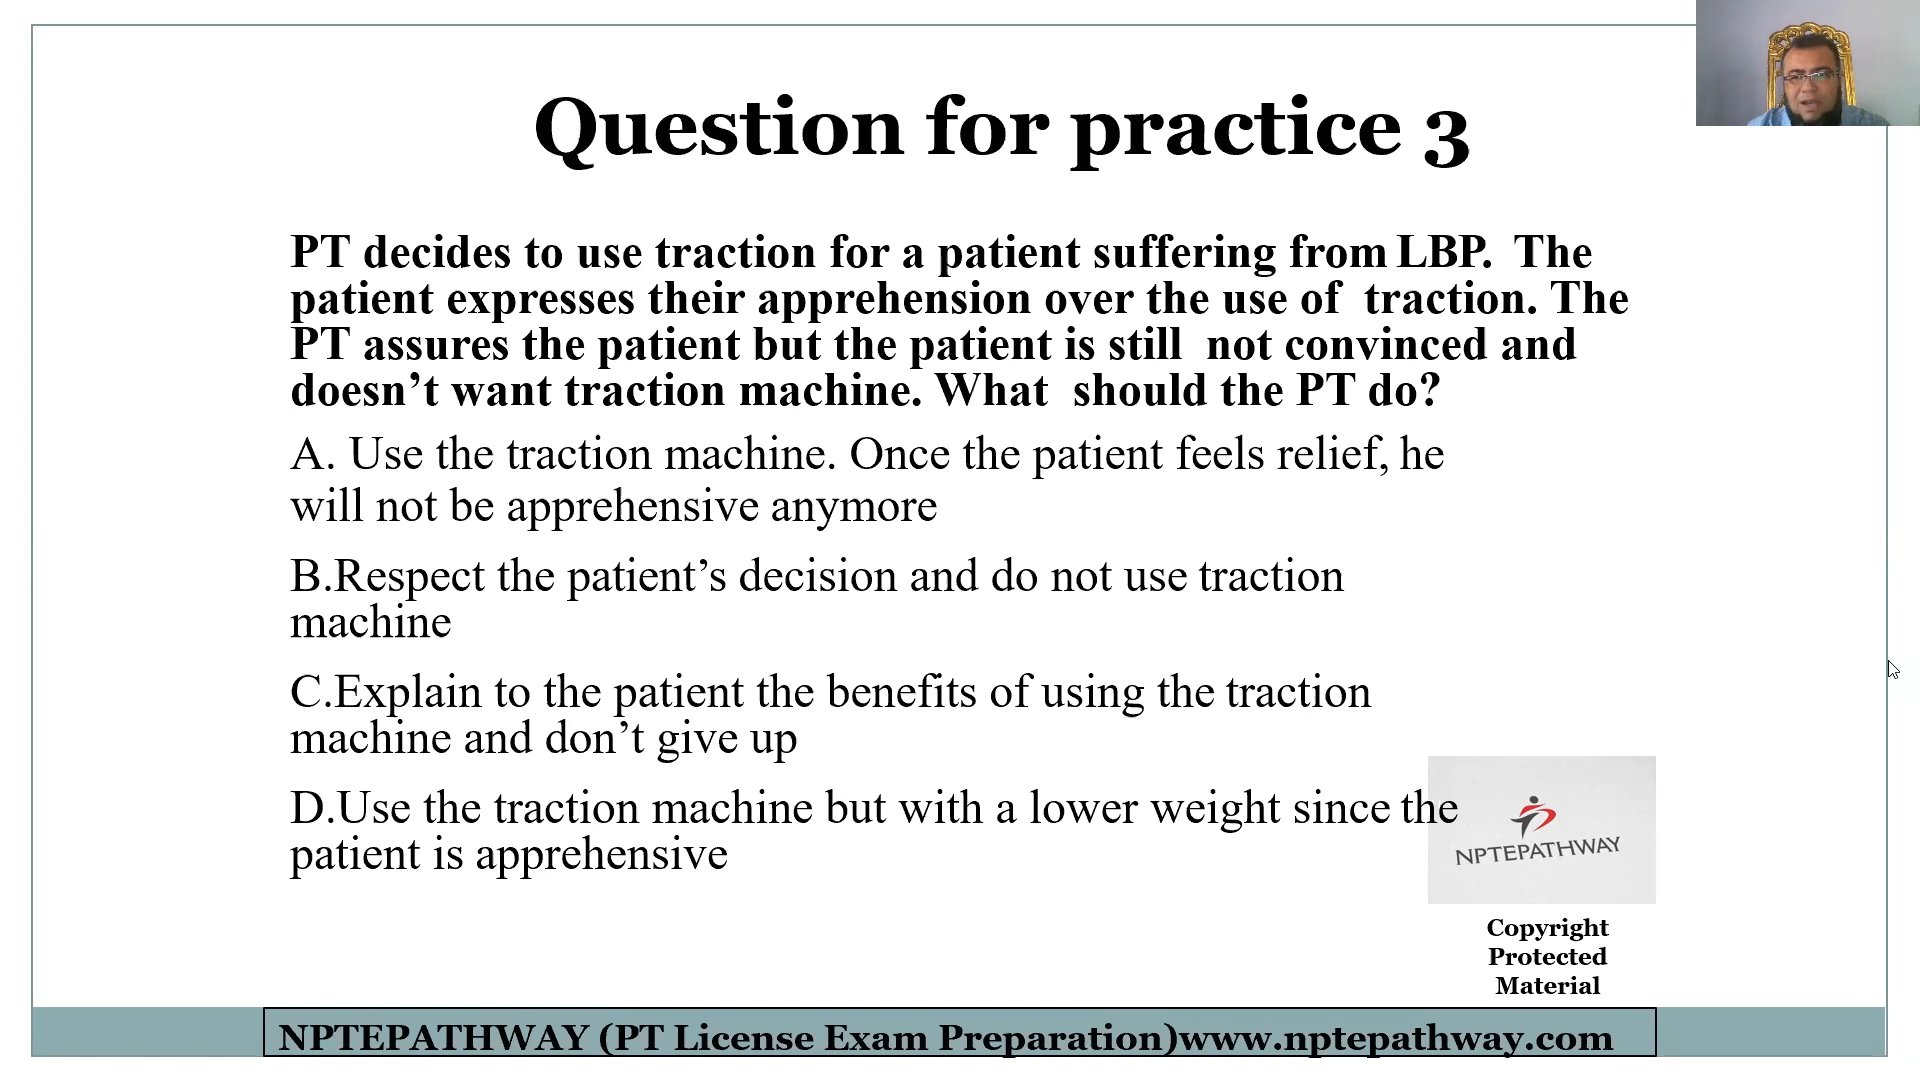 Question for practice 3
PT decides to use traction for a patient suffering from LBP. The
patient expresses their apprehension over the use of traction. The
PT assures the patient but the patient is still not convinced and
doesn’t want traction machine. What should the PT do?
A. Use the traction machine. Once the patient feels relief, he
will not be apprehensive anymore
B.Respect the patient’s decision and do not use traction
machine
C.Explain to the patient the benefits of using the traction
machine and don’t give up
D.Use the traction machine but with a lower weight since the
patient is apprehensive
NPTEPATHWAY
Copyright
Protected
Material
NPTEPATHWAY (PT License Exam Preparation)www.nptepathway.com